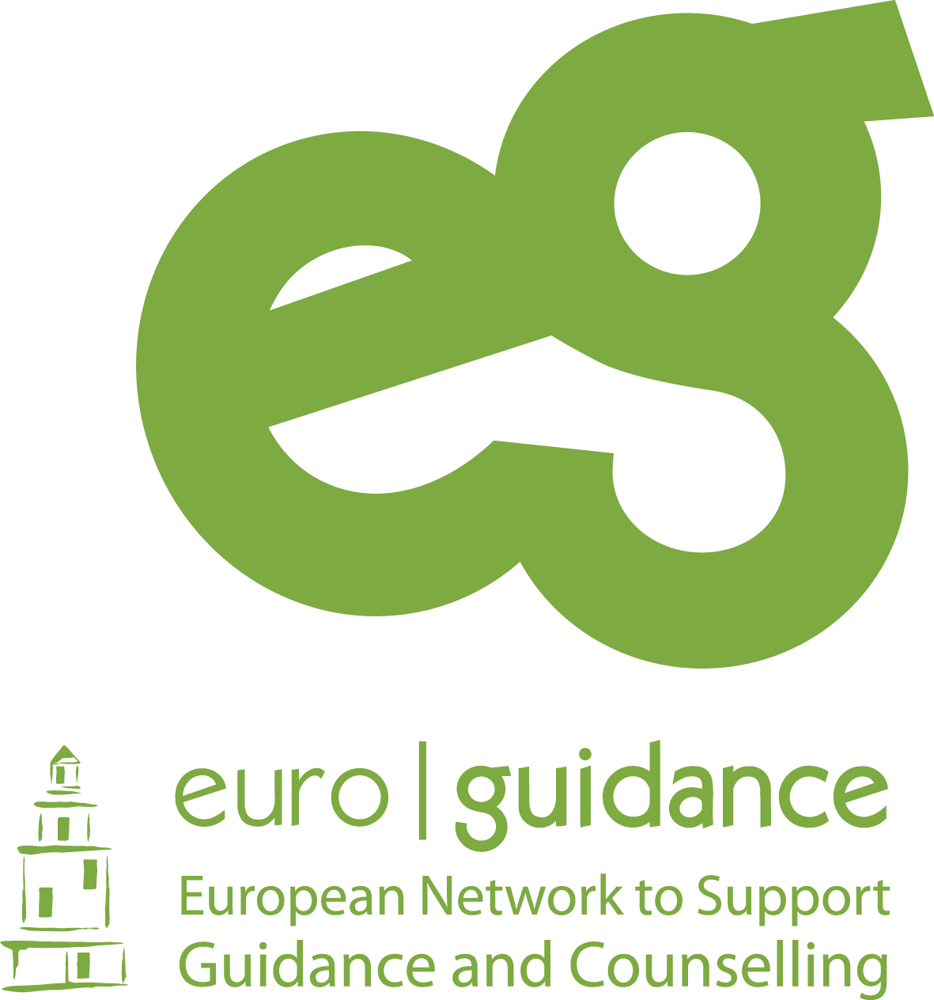 eg
euro|guidance
European Network to Support
Guidance and Counselling